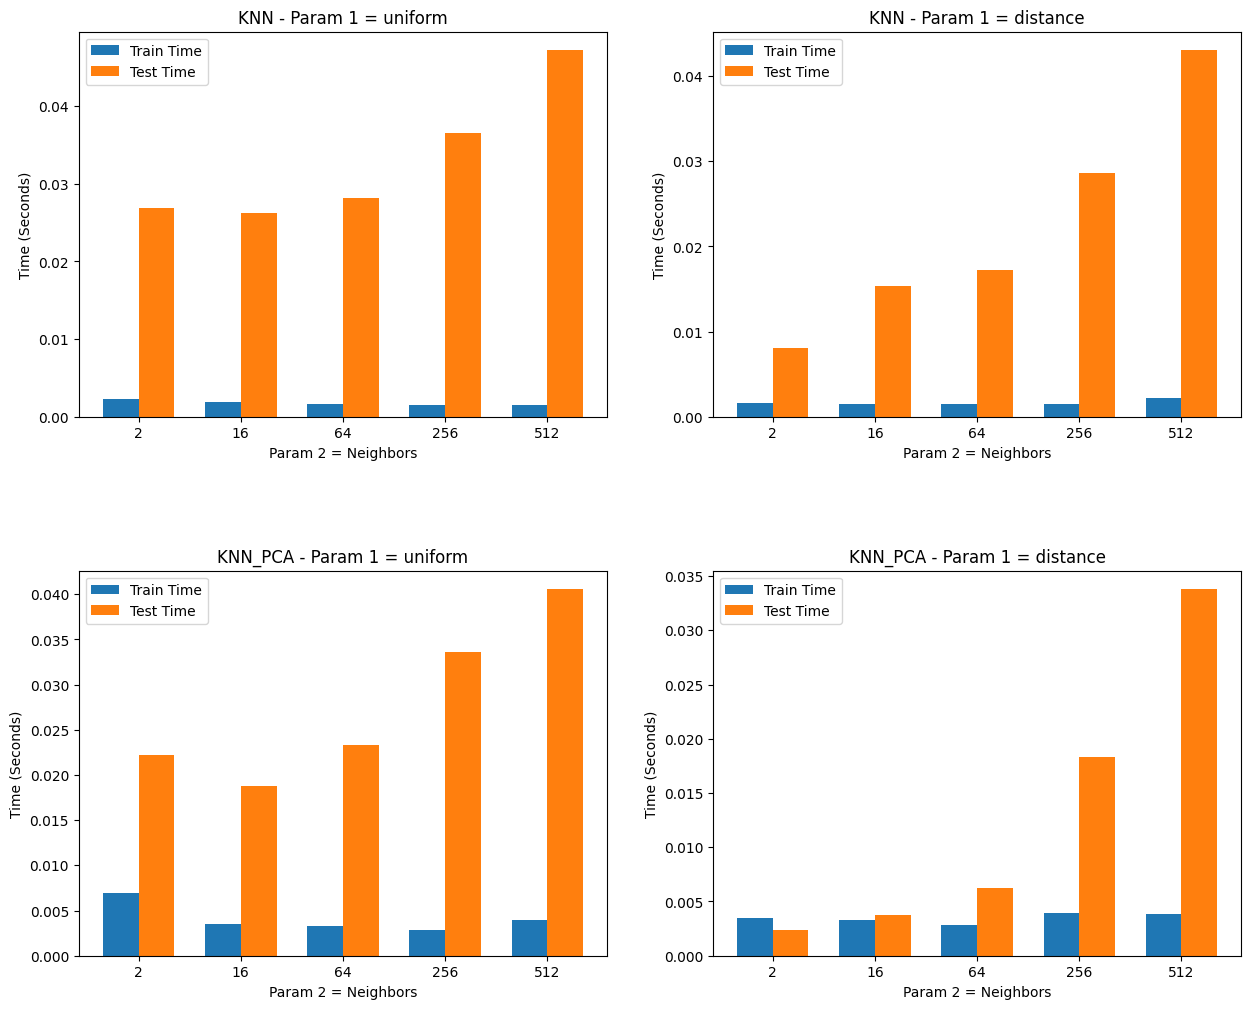 KNN - Param 1 = uniform
Train Time
Test Time
0.04
0.03
0.02
0.01
0.00
Time (Seconds)
2 16 64 256 512
Param 2 = Neighbors
KNN - Param 1 = distance
Train Time
Test Time
0.04
0.03
0.02
0.01
0.00
Time (Seconds)
2 16 64 256 512
Param 2 = Neighbors
KNN_PCA - Param 1 = uniform
Train Time
Test Time
0.040
0.035
0.030
0.025
0.020
0.015
0.010
0.005
0.000
Time (Seconds)
2 16 64 256 512
Param 2 = Neighbors
KNN_PCA - Param 1 = distance
Train Time
Test Time
0.035
0.030
0.025
0.020
0.015
0.010
0.005
0.000
Time (Seconds)
2 16 64 256 512
Param 2 = Neighbors